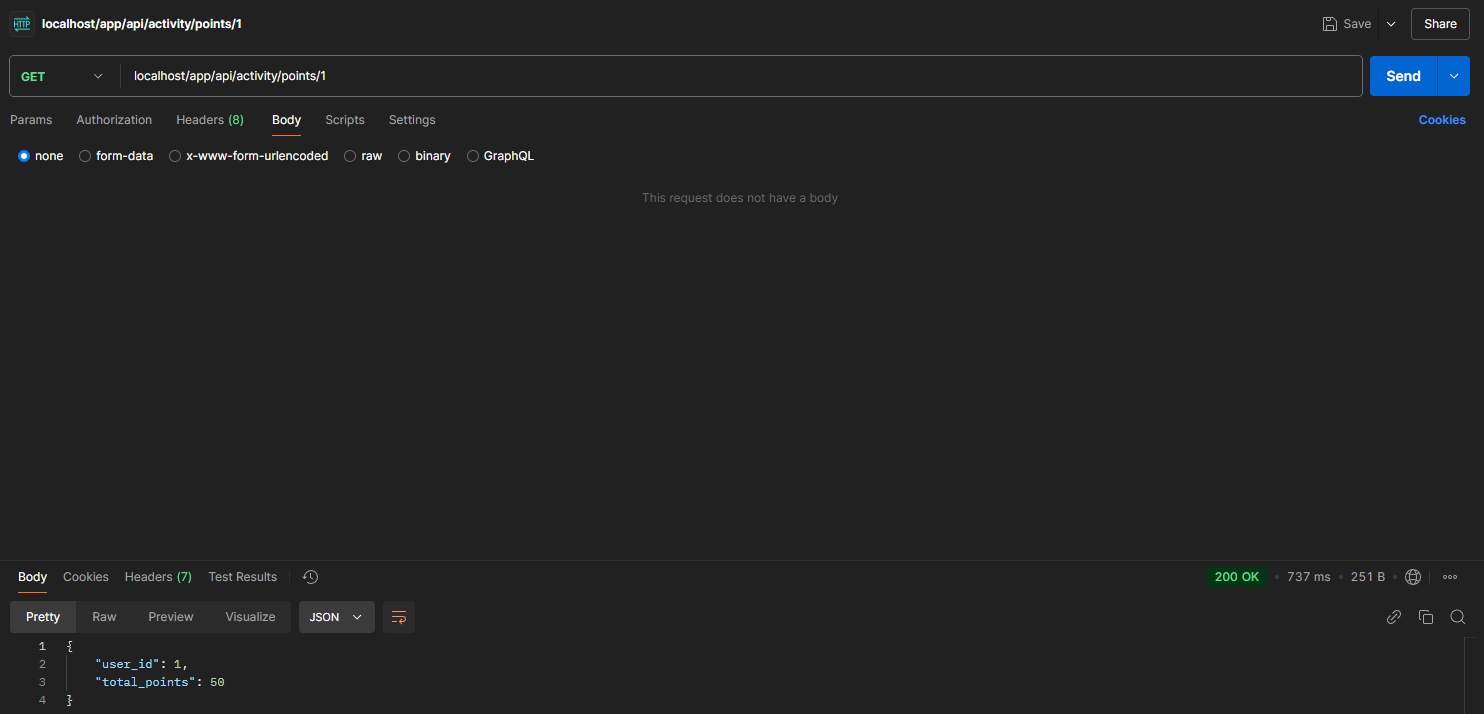 HTTP localhost/app/api/activity/points/1 Save Share
GET localhost/app/api/activity/points/1 Send
Params Authorization Headers (8) Body Scripts Settings Cookies
none form-data x-www-form-urlencoded raw binary GraphQL
This request does not have a body
Body Cookies Headers (7) Test Results 200 OK • 737 ms • 251 B •
Pretty Raw Preview Visualize JSON
1 {
2 "user_id": 1,
3 "total_points": 50
4 }